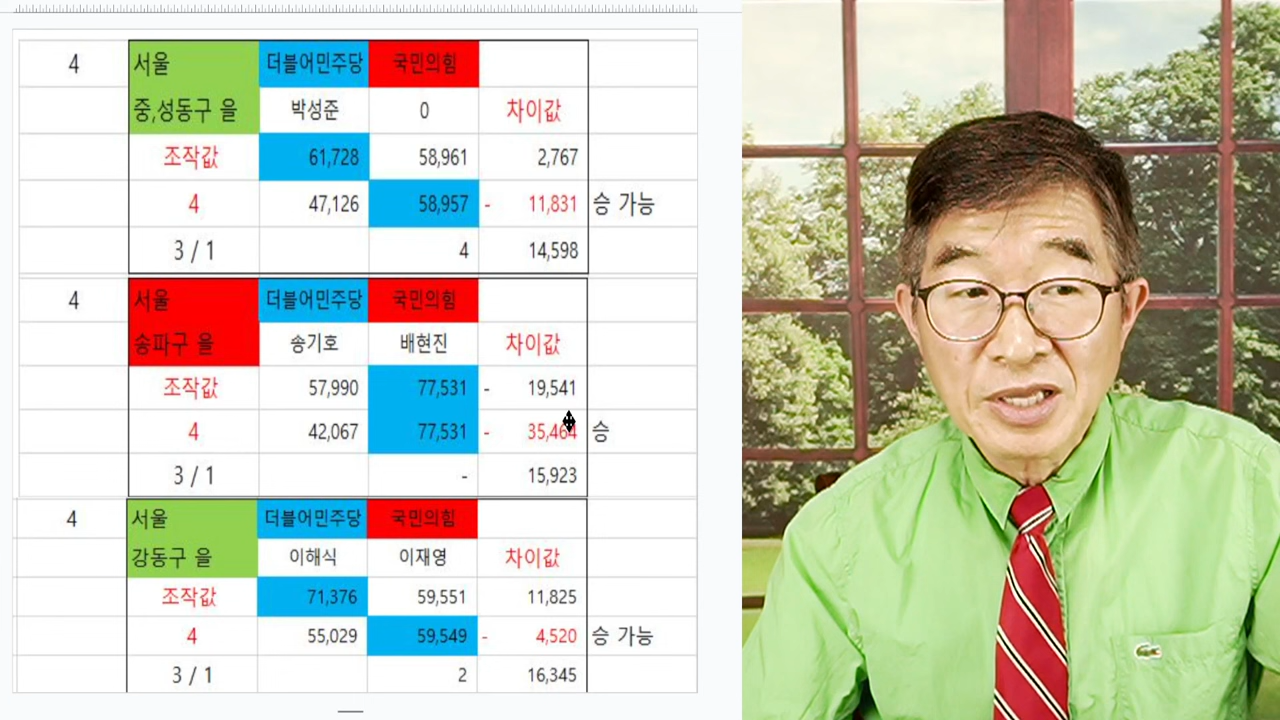 4 서울 더불어민주당 국민의힘
중,성동구 을 박성준 0 차이값
조작값 61,728 58,961 2,767
4 47,126 58,957 - 11,831 승 가능
3 / 1 4 14,598
4 서울 더불어민주당 국민의힘
송파구 을 송기호 배현진 차이값
조작값 57,990 77,531 - 19,541
4 42,067 77,531 - 35,464 승
3 / 1 - 15,923
4 서울 더불어민주당 국민의힘
강동구 을 이해식 이재영 차이값
조작값 71,376 59,551 11,825
4 55,029 59,549 - 4,520 승 가능
3 / 1 2 16,345